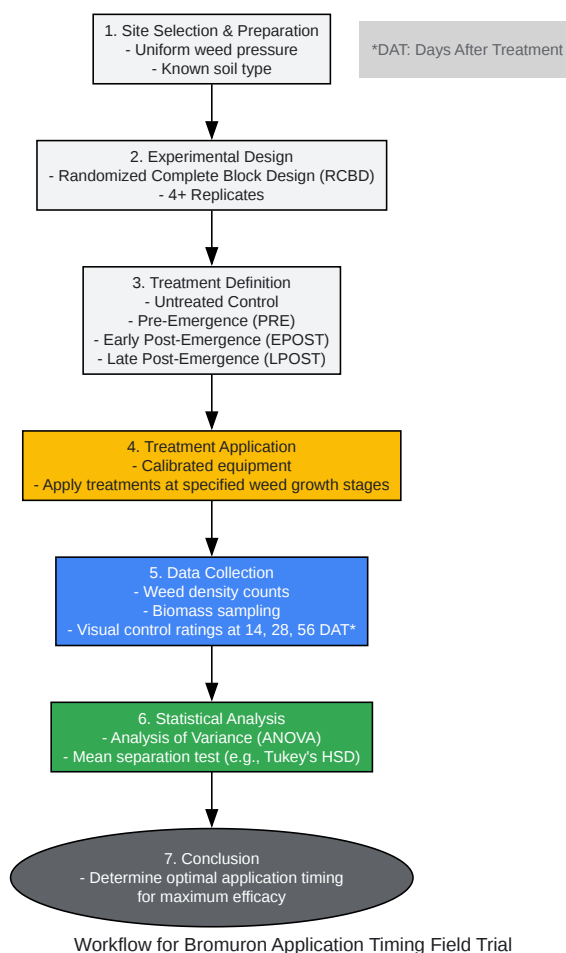 1. Site Selection & Preparation
- Uniform weed pressure
- Known soil type
*DAT: Days After Treatment
2. Experimental Design
- Randomized Complete Block Design (RCBD)
- 4+ Replicates
3. Treatment Definition
- Untreated Control
- Pre-Emergence (PRE)
- Early Post-Emergence (EPOST)
- Late Post-Emergence (LPOST)
4. Treatment Application
- Calibrated equipment
- Apply treatments at specified weed growth stages
5. Data Collection
- Weed density counts
- Biomass sampling
- Visual control ratings at 14, 28, 56 DAT*
6. Statistical Analysis
- Analysis of Variance (ANOVA)
- Mean separation test (e.g., Tukey's HSD)
7. Conclusion
- Determine optimal application timing
for maximum efficacy
Workflow for Bromuron Application Timing Field Trial